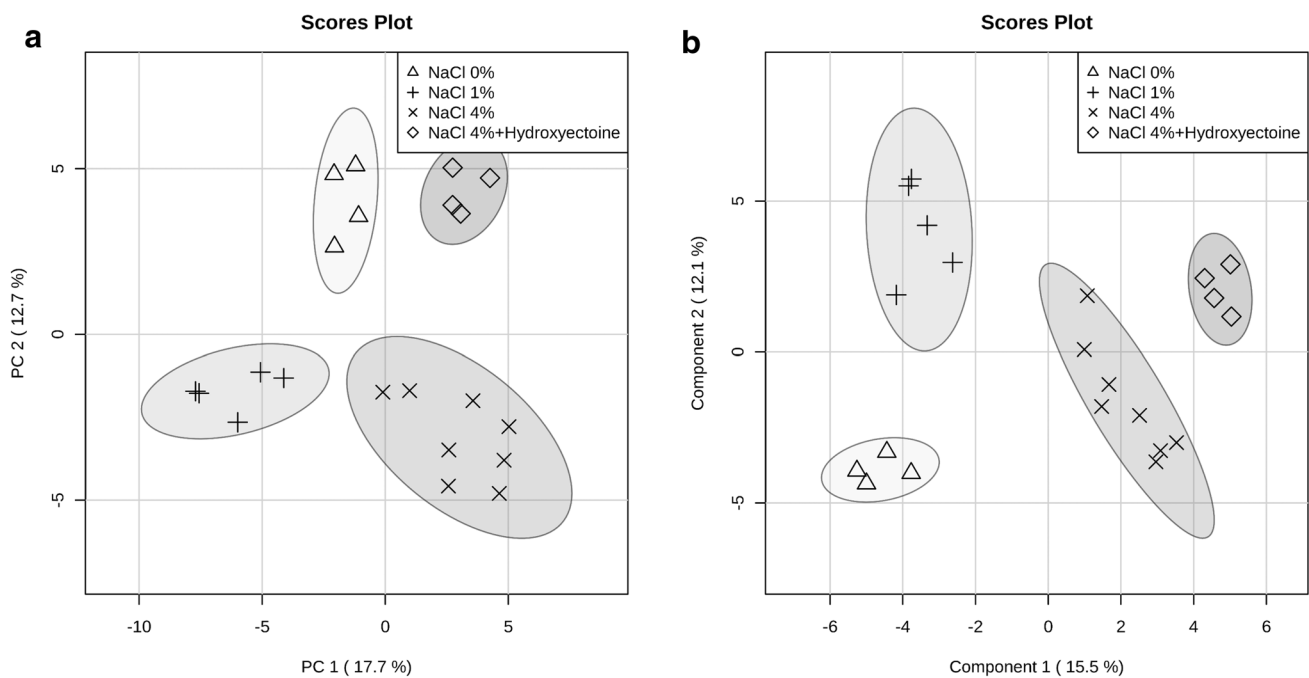 a
Scores Plot
NaCl 0%
NaCl 1%
NaCl 4%
NaCl 4%+Hydroxyectoine
5
0
-5
PC 2 ( 12.7 %)
-10 -5 0 5
PC 1 ( 17.7 %)
b
Scores Plot
NaCl 0%
NaCl 1%
NaCl 4%
NaCl 4%+Hydroxyectoine
5
0
-5
Component 2 ( 12.1 %)
-6 -4 -2 0 2 4 6
Component 1 ( 15.5 %)